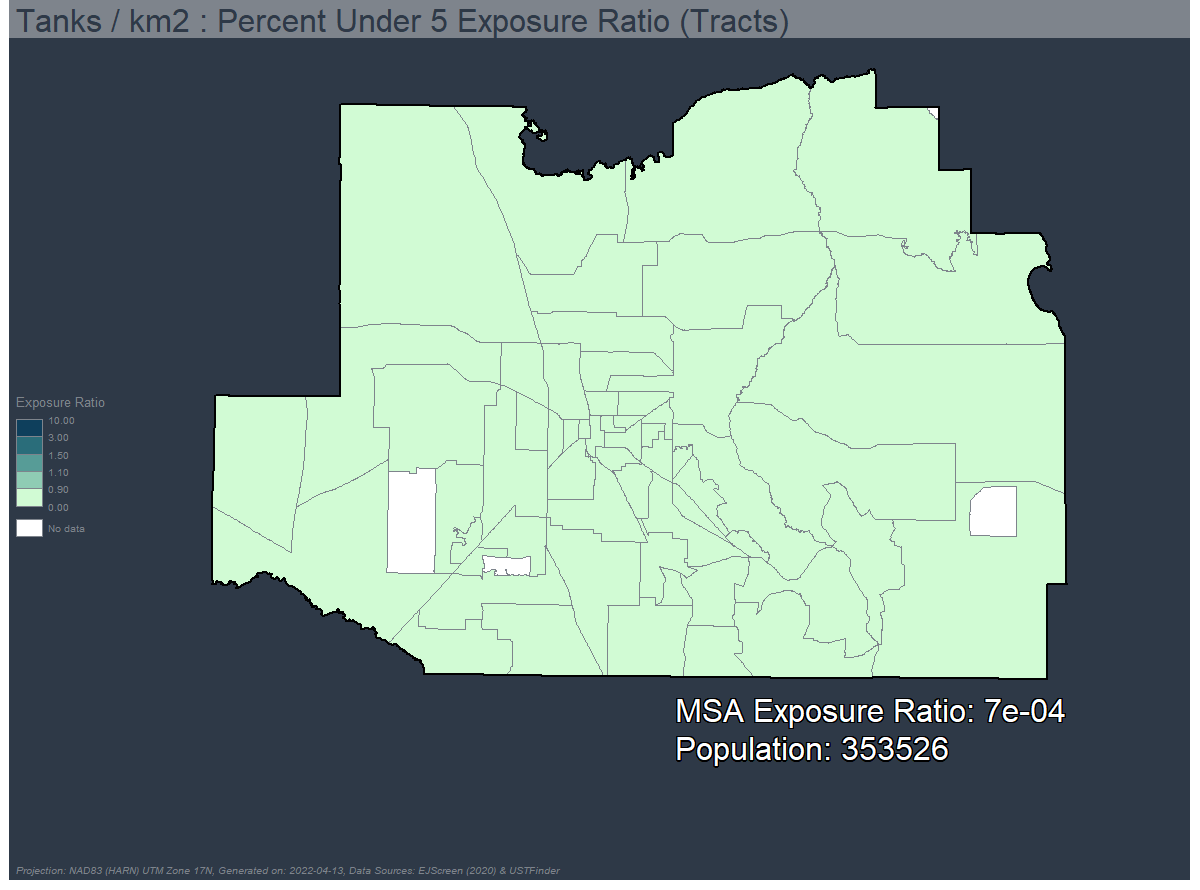 Tanks / km2 : Percent Under 5 Exposure Ratio (Tracts)
Exposure Ratio
10.00
3.00
1.50
1.10
0.90
0.00
No data
MSA Exposure Ratio: 7e-04
Population: 353526
Projection: NAD83 (HARN) UTM Zone 17N, Generated on: 2022-04-13, Data Sources: EJScreen (2020) & USTFinder